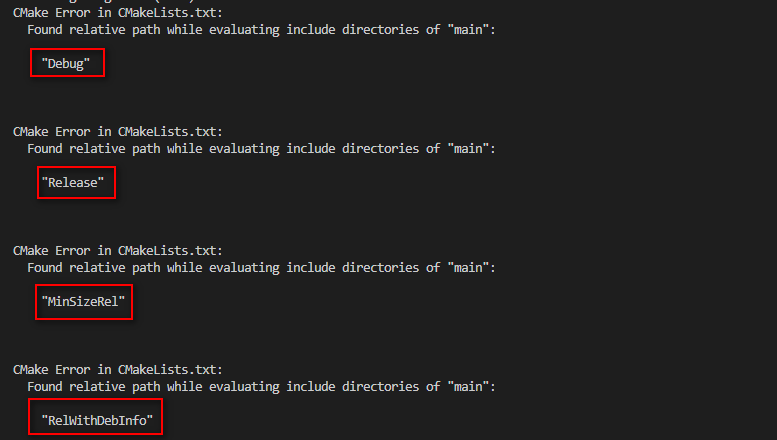 CMake Error in CMakeLists.txt:
Found relative path while evaluating include directories of "main":
"Debug"
CMake Error in CMakeLists.txt:
Found relative path while evaluating include directories of "main":
"Release"
CMake Error in CMakeLists.txt:
Found relative path while evaluating include directories of "main":
"MinSizeRel"
CMake Error in CMakeLists.txt:
Found relative path while evaluating include directories of "main":
"RelWithDebInfo"